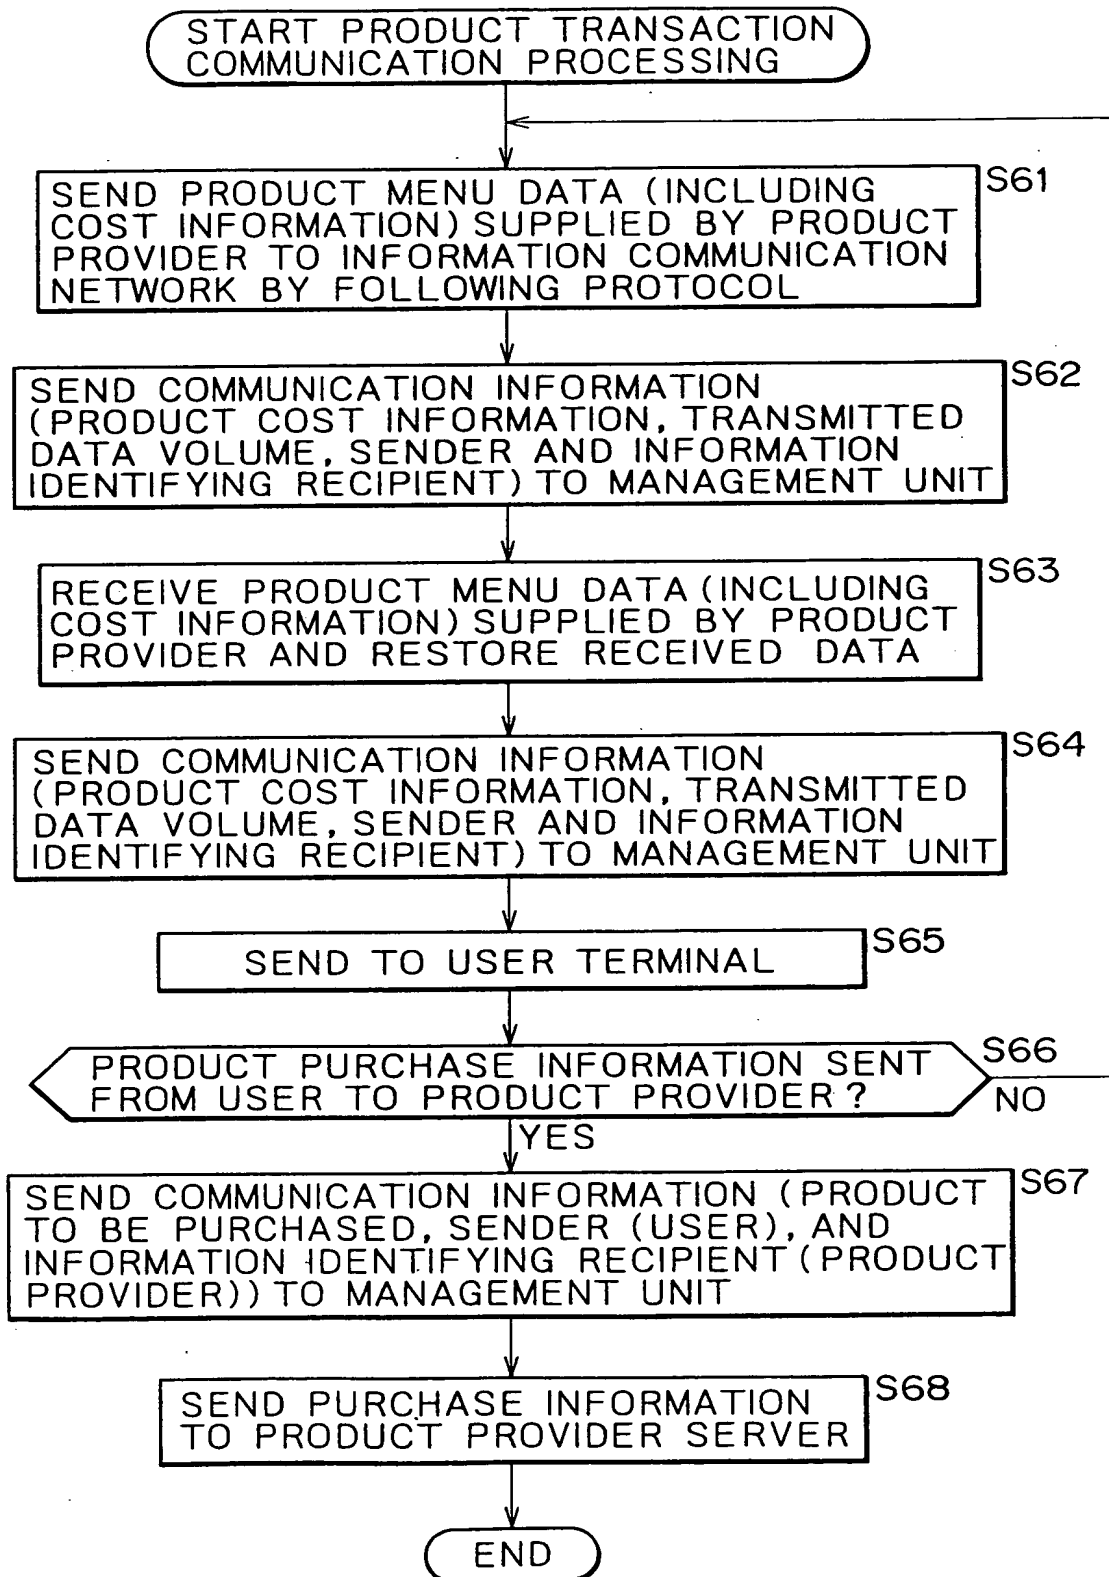 START PRODUCT TRANSACTION
COMMUNICATION PROCESSING
SEND PRODUCT MENU DATA (INCLUDING
COST INFORMATION) SUPPLIED BY PRODUCT
PROVIDER TO INFORMATION COMMUNICATION
NETWORK BY FOLLOWING PROTOCOL
S61
SEND COMMUNICATION INFORMATION
(PRODUCT COST INFORMATION, TRANSMITTED
DATA VOLUME, SENDER AND INFORMATION
IDENTIFYING RECIPIENT) TO MANAGEMENT UNIT
S62
RECEIVE PRODUCT MENU DATA (INCLUDING
COST INFORMATION) SUPPLIED BY PRODUCT
PROVIDER AND RESTORE RECEIVED DATA
S63
SEND COMMUNICATION INFORMATION
(PRODUCT COST INFORMATION, TRANSMITTED
DATA VOLUME, SENDER AND INFORMATION
IDENTIFYING RECIPIENT) TO MANAGEMENT UNIT
S64
SEND TO USER TERMINAL
S65
PRODUCT PURCHASE INFORMATION SENT
FROM USER TO PRODUCT PROVIDER?
S66
NO
YES
SEND COMMUNICATION INFORMATION (PRODUCT
TO BE PURCHASED, SENDER (USER), AND
INFORMATION IDENTIFYING RECIPIENT (PRODUCT
PROVIDER)) TO MANAGEMENT UNIT
S67
SEND PURCHASE INFORMATION
TO PRODUCT PROVIDER SERVER
S68
END